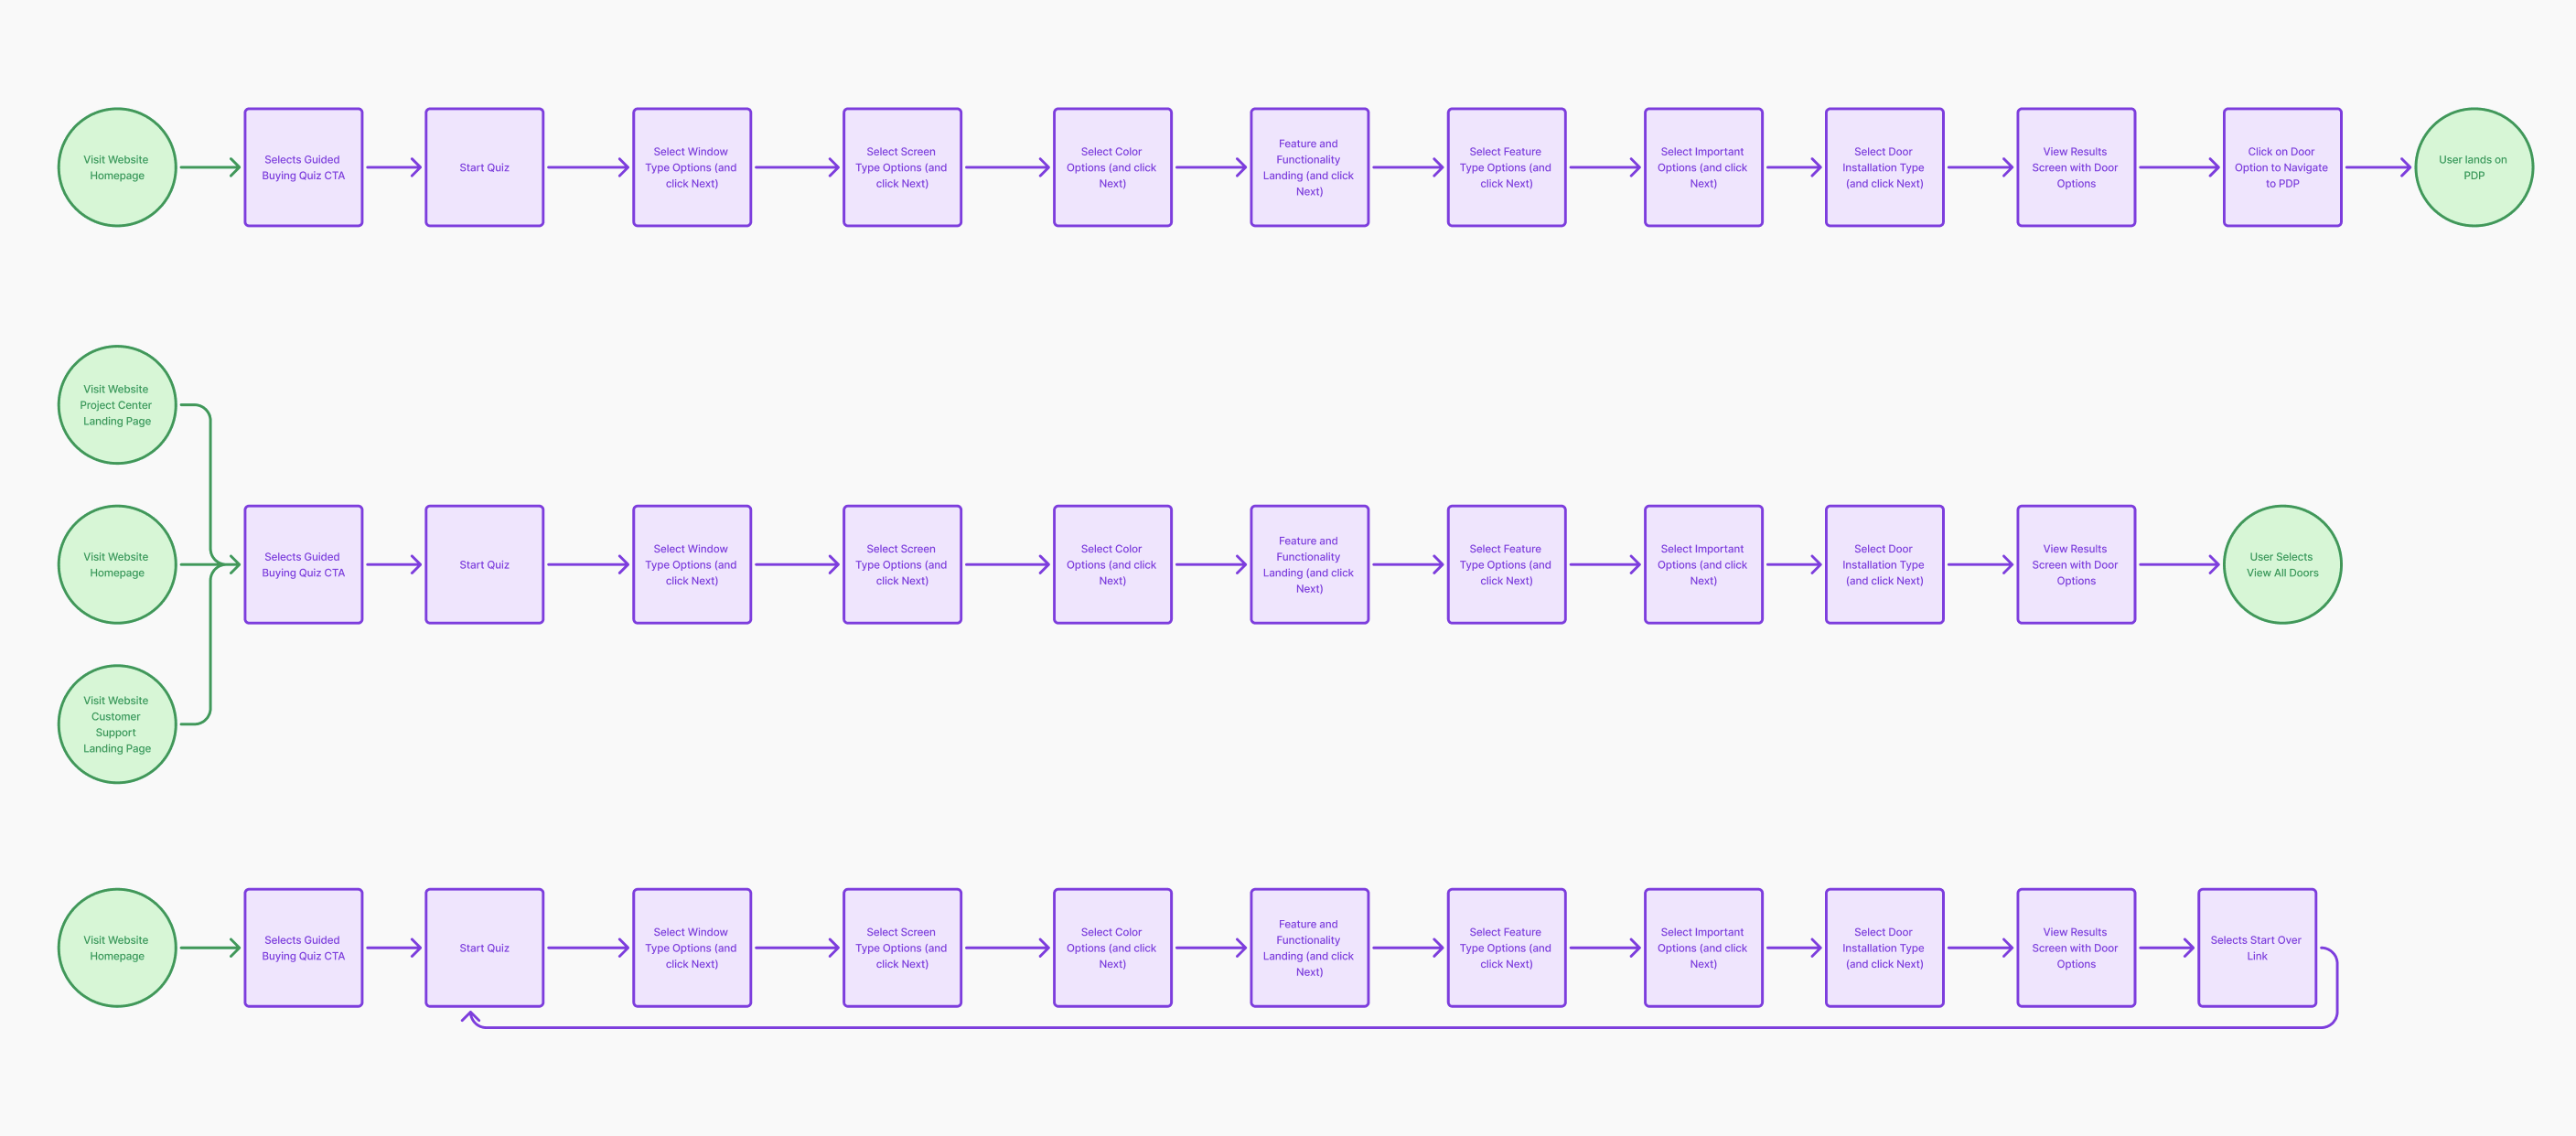 Visit Website
Homepage
Selects Guided
Buying Quiz CTA
Start Quiz
Select Window
Type Options (and
click Next)
Select Screen
Type Options (and
click Next)
Select Color
Options (and click
Next)
Feature and
Functionality
Landing (and click
Next)
Select Feature
Type Options (and
click Next)
Select Important
Options (and click
Next)
Select Door
Installation Type
(and click Next)
View Results
Screen with Door
Options
Click on Door
Option to Navigate
to PDP
User lands on
PDP
Visit Website
Project Center
Landing Page
Visit Website
Homepage
Visit Website
Customer
Support
Landing Page
Selects Guided
Buying Quiz CTA
Start Quiz
Select Window
Type Options (and
click Next)
Select Screen
Type Options (and
click Next)
Select Color
Options (and click
Next)
Feature and
Functionality
Landing (and click
Next)
Select Feature
Type Options (and
click Next)
Select Important
Options (and click
Next)
Select Door
Installation Type
(and click Next)
View Results
Screen with Door
Options
User Selects
View All Doors
Visit Website
Homepage
Selects Guided
Buying Quiz CTA
Start Quiz
Select Window
Type Options (and
click Next)
Select Screen
Type Options (and
click Next)
Select Color
Options (and click
Next)
Feature and
Functionality
Landing (and click
Next)
Select Feature
Type Options (and
click Next)
Select Important
Options (and click
Next)
Select Door
Installation Type
(and click Next)
View Results
Screen with Door
Options
Selects Start Over
Link